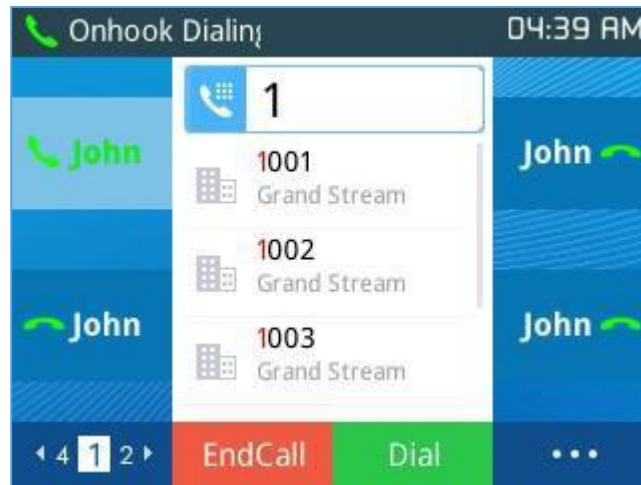 Onhook Dialing 04:39 AM
1
John
1001
Grand Stream
John
1002
Grand Stream
John
1003
Grand Stream
John
4 1 2 EndCall Dial ...